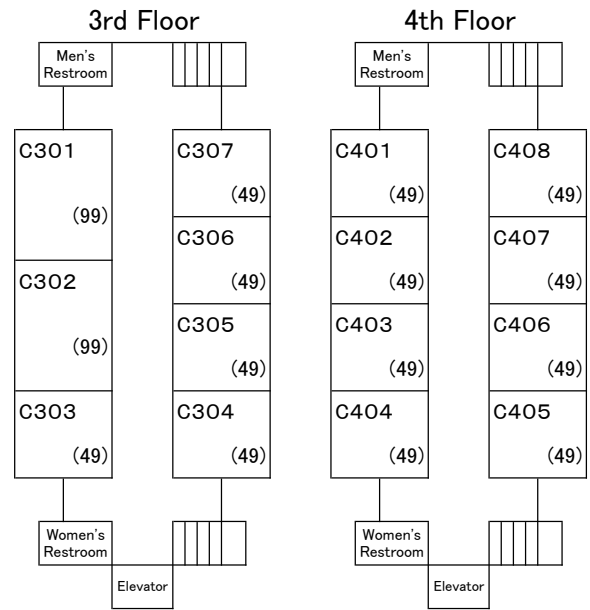 3rd Floor
Men's
Restroom
C301
(99)
C302
(99)
C303
(49)
C307
(49)
C306
(49)
C305
(49)
C304
(49)
Women's
Restroom
Elevator
4th Floor
Men's
Restroom
C401
(49)
C402
(49)
C403
(49)
C404
(49)
C408
(49)
C407
(49)
C406
(49)
C405
(49)
Women's
Restroom
Elevator